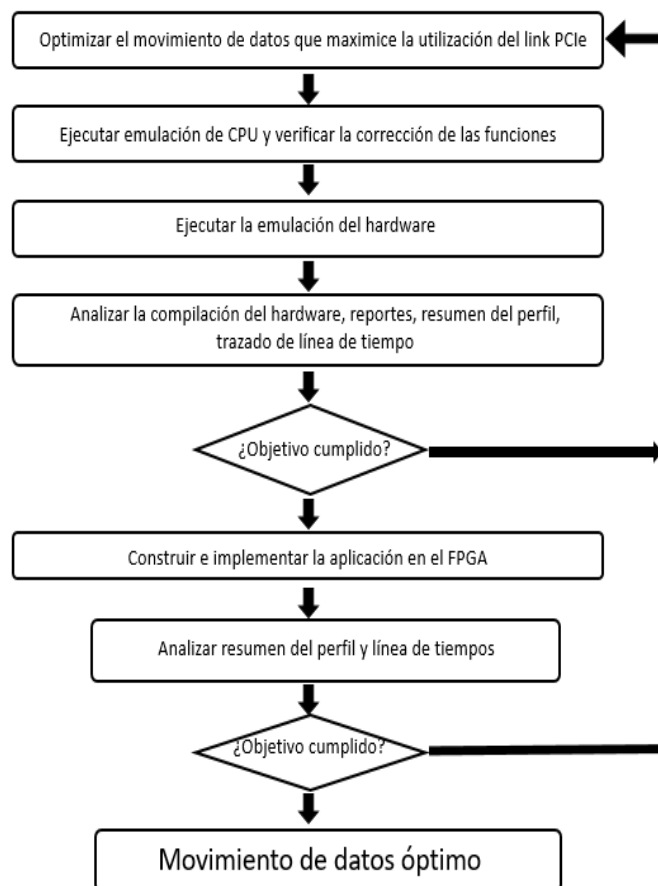 Optimizar el movimiento de datos que maximice la utilización del link PCIe
Ejecutar emulación de CPU y verificar la corrección de las funciones
Ejecutar la emulación del hardware
Analizar la compilación del hardware, reportes, resumen del perfil,
trazado de línea de tiempo
¿Objetivo cumplido?
Construir e implementar la aplicación en el FPGA
Analizar resumen del perfil y línea de tiempos
¿Objetivo cumplido?
Movimiento de datos óptimo